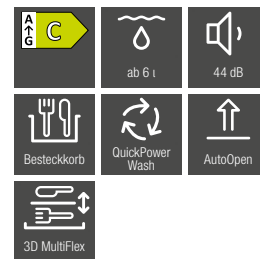 A
↑
G
C
ab 6 ι
44 dB
Besteckkorb
QuickPower
Wash
AutoOpen
3D MultiFlex